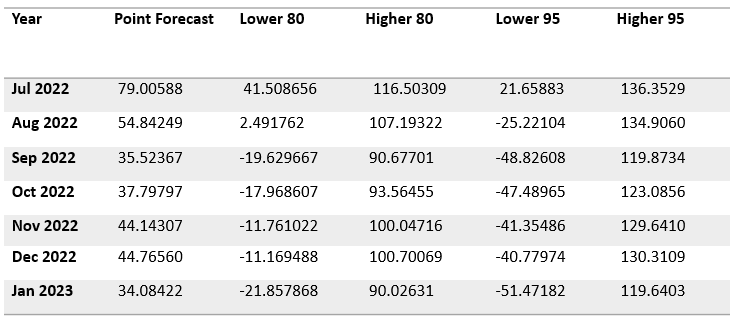 Year Point Forecast Lower 80 Higher 80 Lower 95 Higher 95
Jul 2022 79.00588 41.508656 116.50309 21.65883 136.3529
Aug 2022 54.84249 2.491762 107.19322 -25.22104 134.9060
Sep 2022 35.52367 -19.629667 90.67701 -48.82608 119.8734
Oct 2022 37.79797 -17.968607 93.56455 -47.48965 123.0856
Nov 2022 44.14307 -11.761022 100.04716 -41.35486 129.6410
Dec 2022 44.76560 -11.169488 100.70069 -40.77974 130.3109
Jan 2023 34.08422 -21.857868 90.02631 -51.47182 119.6403